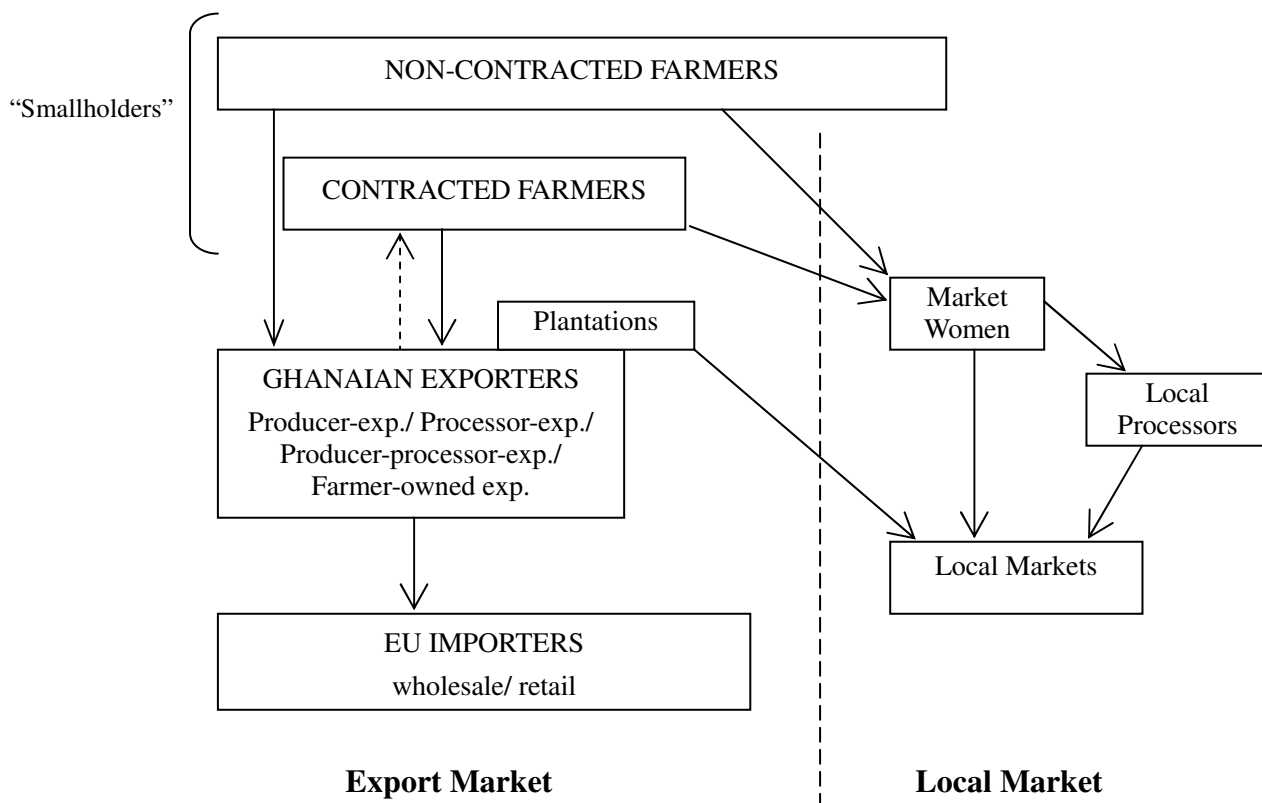 NON-CONTRACTED FARMERS
“Smallholders”
CONTRACTED FARMERS
Market
Women
Plantations
GHANAIAN EXPORTERS
Producer-exp./ Processor-exp./
Producer-processor-exp./
Farmer-owned exp.
Local
Processors
Local Markets
EU IMPORTERS
wholesale/ retail
Export Market
Local Market